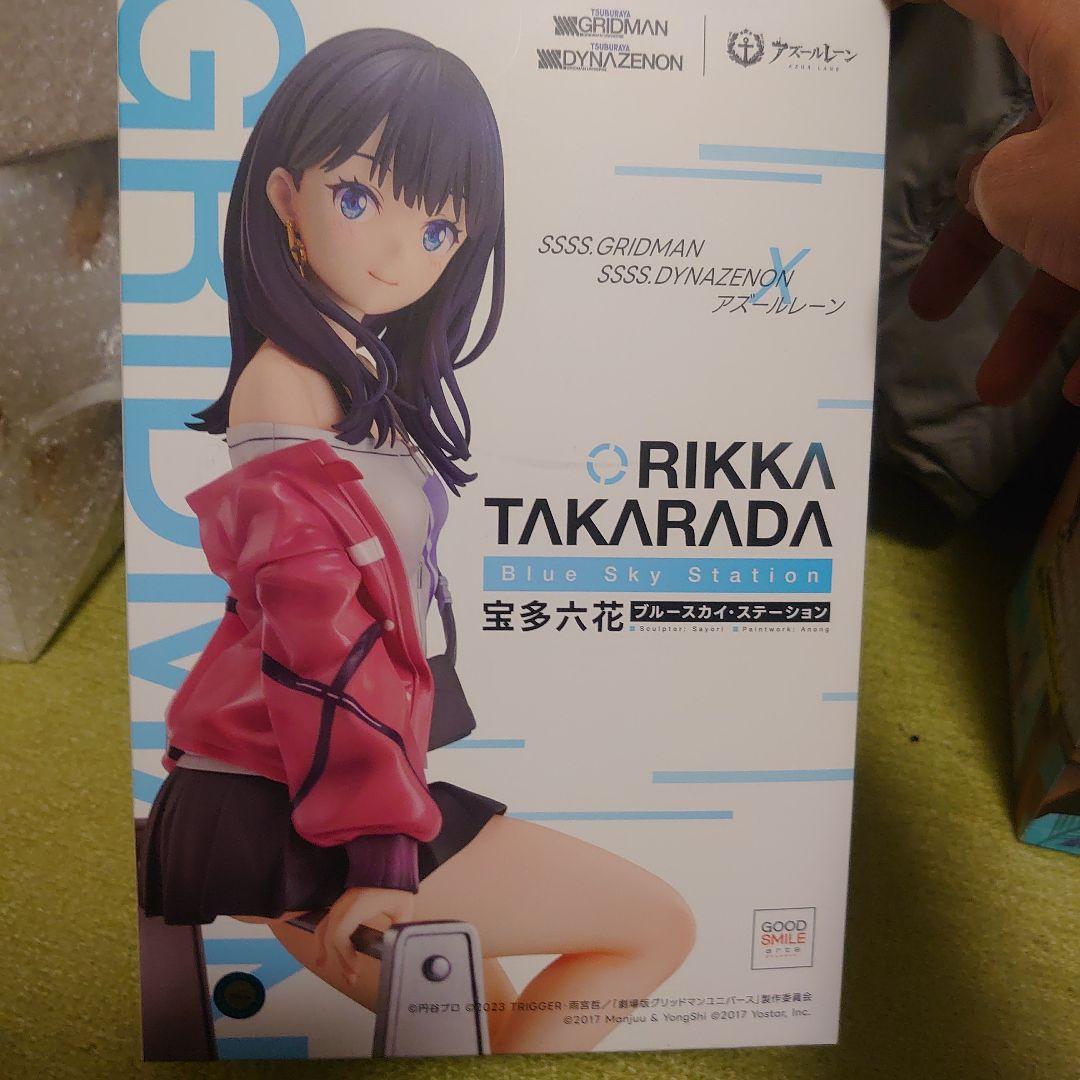 GRIDMAN
TSUBURAYA
GRIDMAN
TSUBURAYA
DYNAZENON
アズールレーン
AZUR LANE
SSSS.GRIDMAN
SSSS.DYNAZENON
X
アズールレーン
RIKKA
TAKARADA
Blue Sky Station
宝多六花 ブルースカイ・ステーション
Sculptor: Sayori Paintwork: Anong
GOOD
SMILE
arts
©円谷プロ ©2023 TRIGGER・雨宮哲／「劇場版グリッドマンユニバース」製作委員会
©2017 Manjuu & YongShi ©2017 Yostar, Inc.